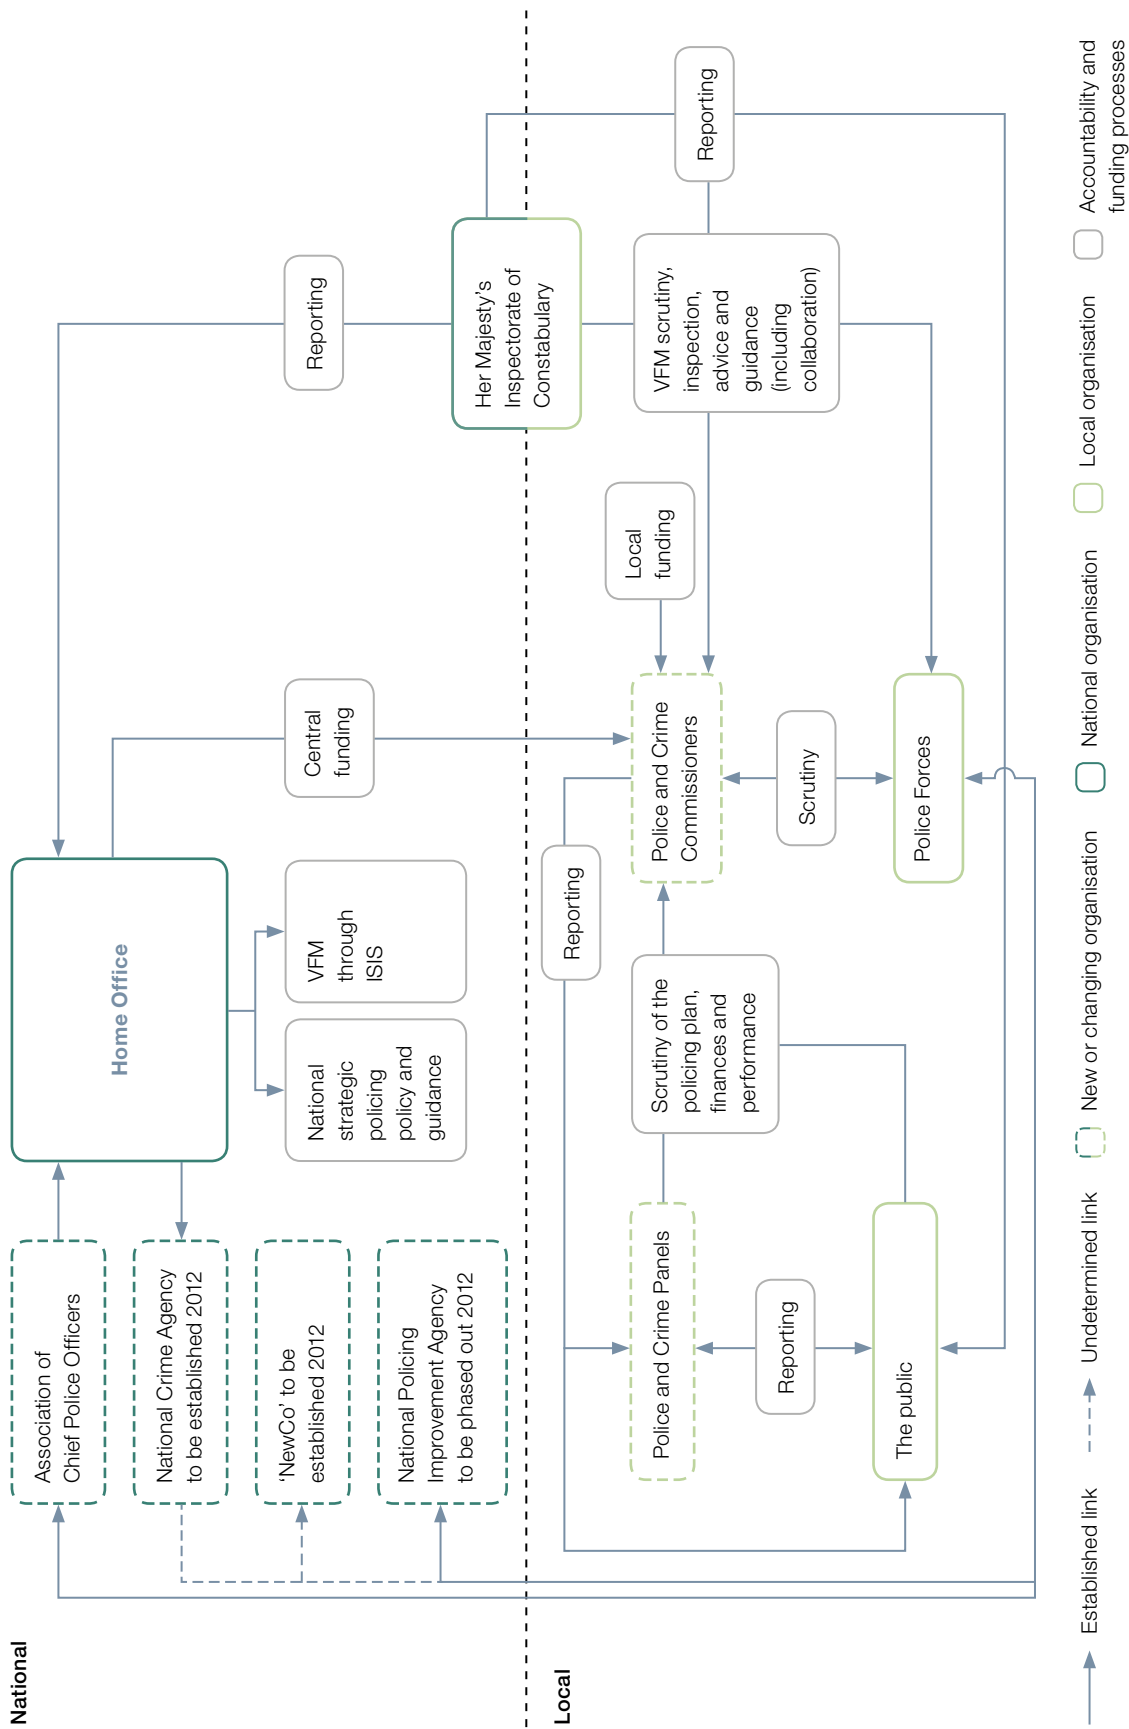 National
Association of
Chief Police Officers
National Crime Agency
to be established 2012
‘NewCo’ to be
established 2012
National Policing
Improvement Agency
to be phased out 2012
Home Office
National
strategic
policing
policy and
guidance
VFM
through
ISIS
Central
funding
Reporting
Her Majesty’s
Inspectorate of
Constabulary
Local
Reporting
Police and Crime Panels
Reporting
The public
Scrutiny of the
policing plan,
finances and
performance
Police and Crime
Commissioners
Scrutiny
Police Forces
Local
funding
VFM scrutiny,
inspection,
advice and
guidance
(including
collaboration)
Reporting
Established link
Undetermined link
New or changing organisation
National organisation
Local organisation
Accountability and
funding processes